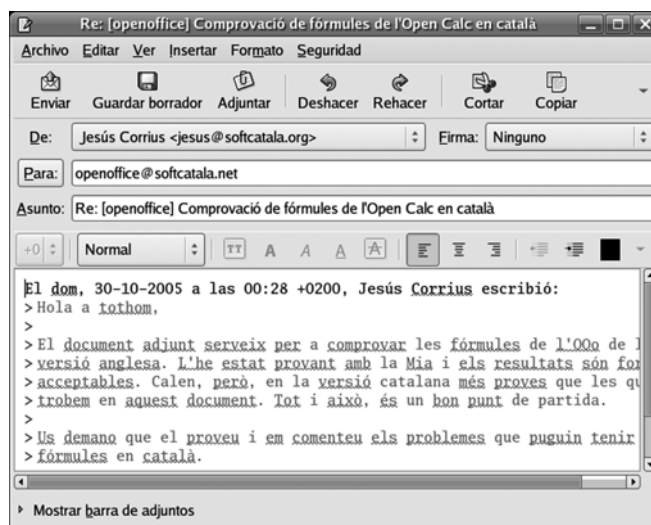 Re: [openoffice] Comprovació de fórmules de l'Open Calc en català
Archivo Editar Ver Insertar Formato Seguridad
Enviar Guardar borrador Adjuntar Deshacer Rehacer Cortar Copiar
De: Jesús Corrius <jesus@softcatala.org> Firma: Ninguno
Para: openoffice@softcatala.net
Asunto: Re: [openoffice] Comprovació de fórmules de l'Open Calc en català
+0 Normal TT A A A A
El dom, 30-10-2005 a las 00:28 +0200, Jesús Corrius escribió:
> Hola a tothom,
>
> El document adjunt serveix per a comprovar les fórmules de l'OOo de l
> versió anglesa. L'he estat provant amb la Mia i els resultats són for
> acceptables. Calen, però, en la versió catalana més proves que les qu
> trobem en aquest document. Tot i això, és un bon punt de partida.
>
> Us demano que el proveu i em comenteu els problemes que puguin tenir
> fórmules en català.
Mostrar barra de adjuntos